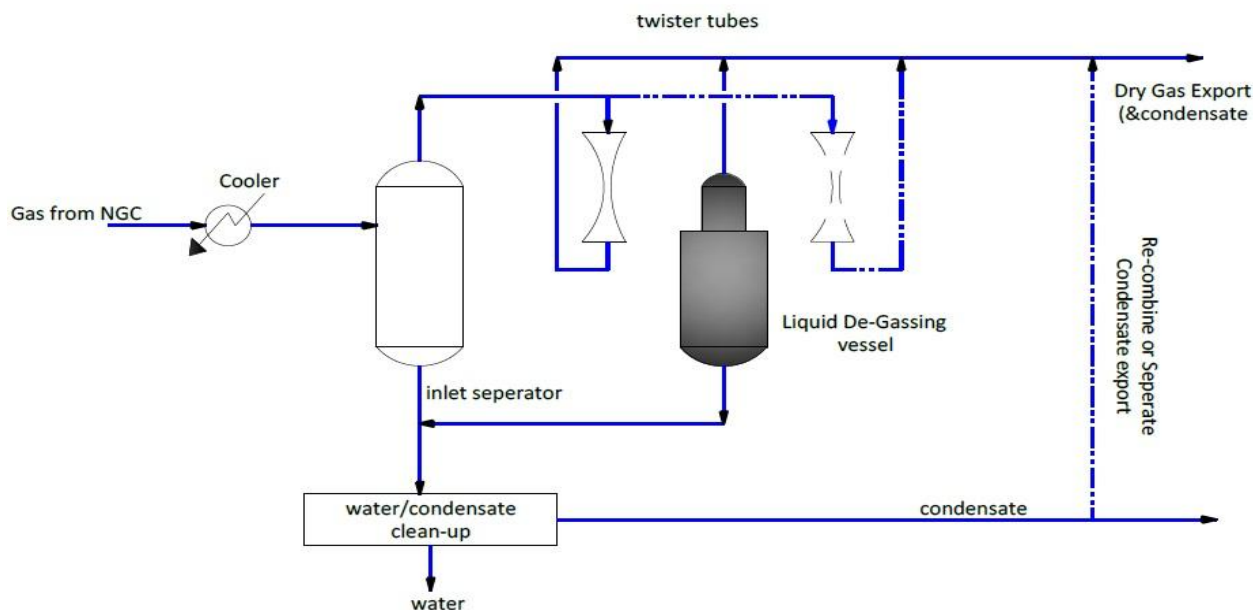 twister tubes
Dry Gas Export
(&condensate
Cooler
Gas from NGC
Liquid De-Gassing
vessel
Re-combine or Seperate
Condensate export
inlet seperator
water/condensate
clean-up
condensate
water